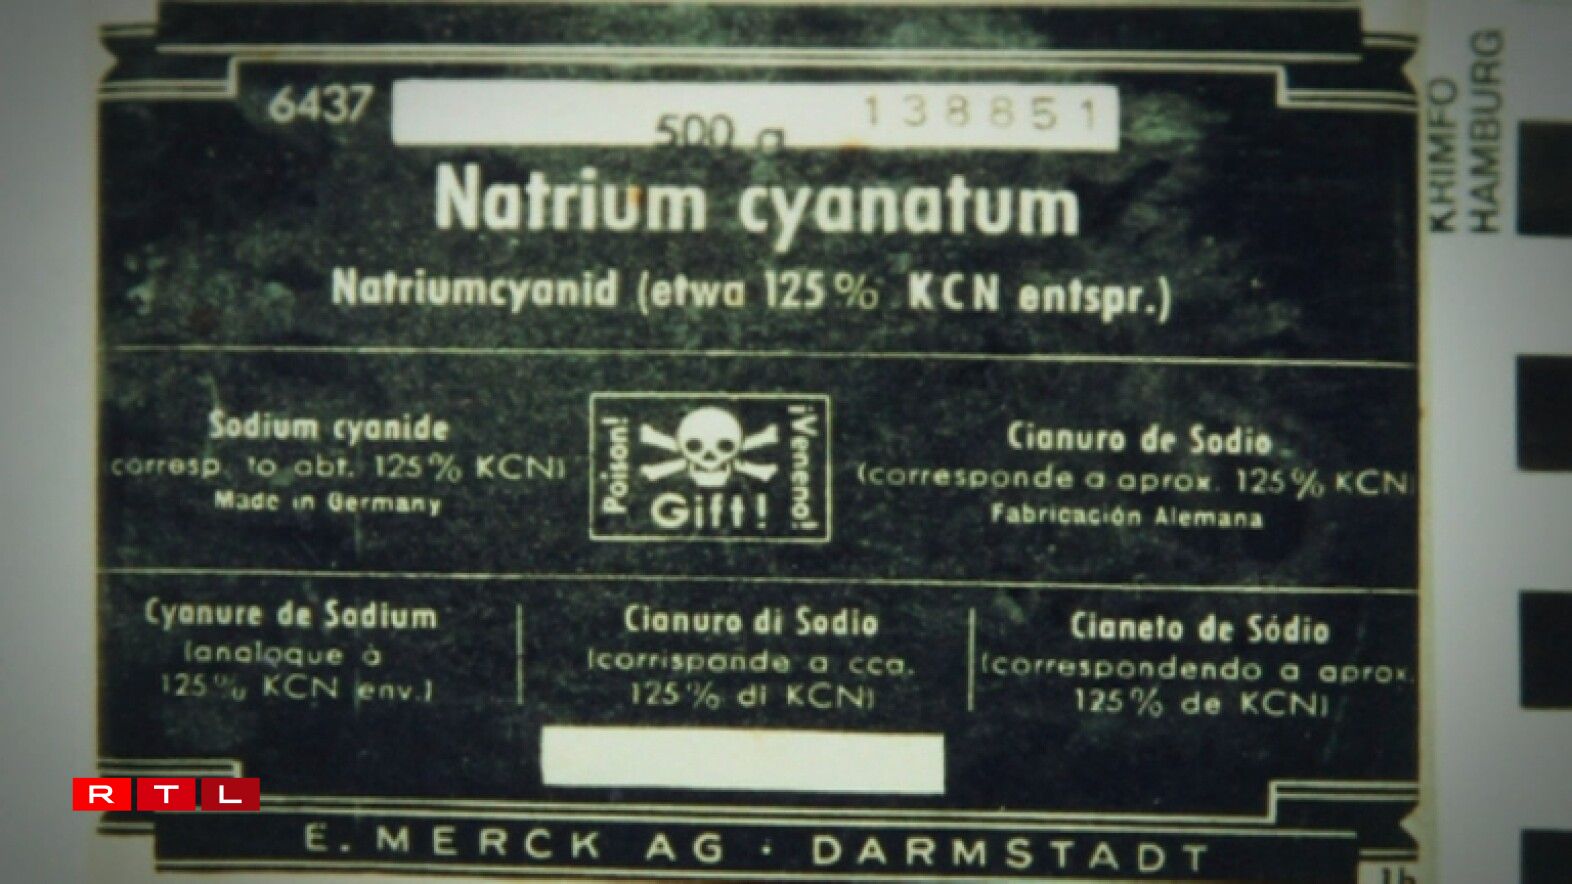 6437
138851
500 g
Natrium cyanatum
Natriumcyanid (etwa 125% KCN entspr.)
Sodium cyanide
corresp. to abt. 125% KCN)
Made in Germany
Poison!
Gift!
¡Veneno!
Cianuro de Sodio
(corresponde a aprox. 125% KCN
Fabricación Alemana
Cyanure de Sodium
(analogue à
125% KCN env.)
Cianuro di Sodio
(corrisponde a cca.
125% di KCN)
Cianeto de Sódio
(correspondendo a aprox.
125% de KCN)
E. MERCK AG · DARMSTADT
KRIMFO
HAMBURG
RTL
1b